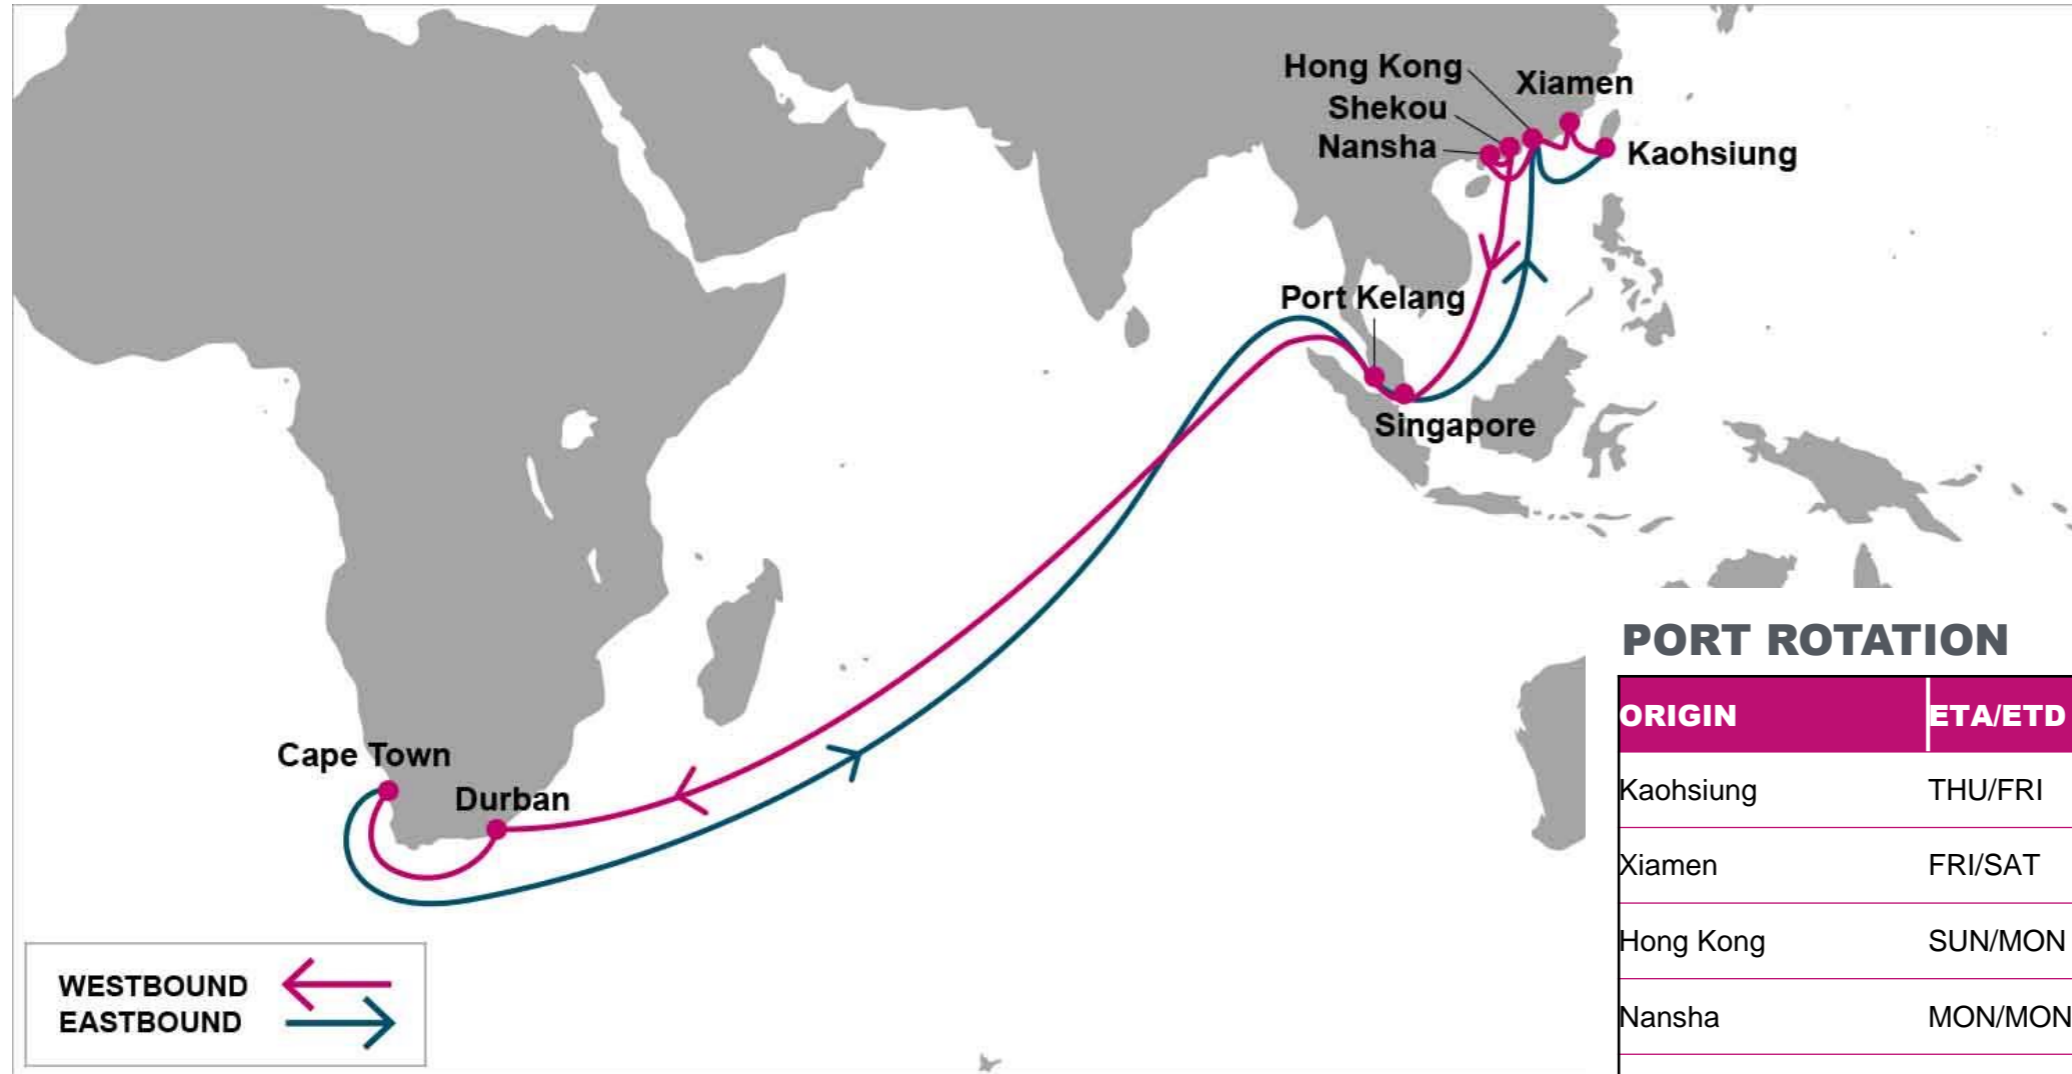 Hong Kong
Xiamen
Shekou
Nansha
Kaohsiung
Port Kelang
Singapore
Cape Town
Durban
WESTBOUND
EASTBOUND
PORT ROTATION
ORIGIN ETA/ETD
Kaohsiung THU/FRI
Xiamen FRI/SAT
Hong Kong SUN/MON
Nansha MON/MON